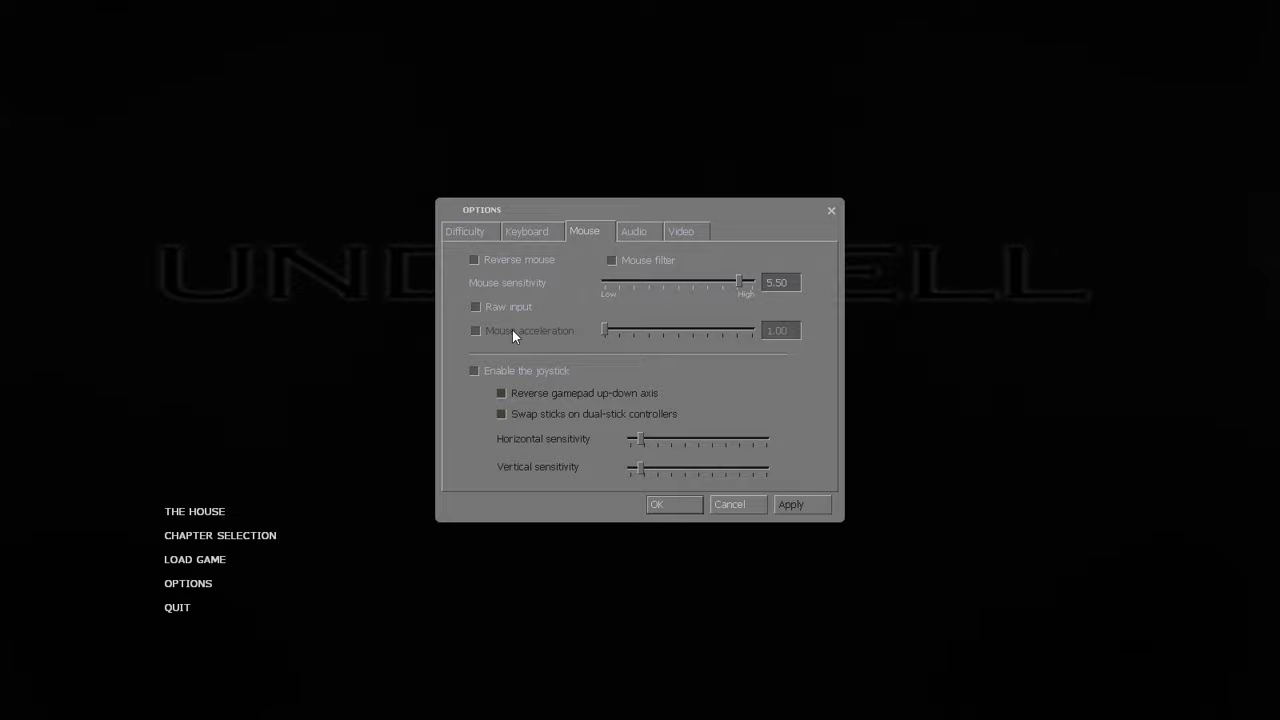 OPTIONS
Difficulty Keyboard Mouse Audio Video
Reverse mouse Mouse filter
Mouse sensitivity 5.50
Low High
Raw input
Mouse acceleration 1.00
Enable the joystick
Reverse gamepad up-down axis
Swap sticks on dual-stick controllers
Horizontal sensitivity
Vertical sensitivity
OK Cancel Apply
THE HOUSE
CHAPTER SELECTION
LOAD GAME
OPTIONS
QUIT